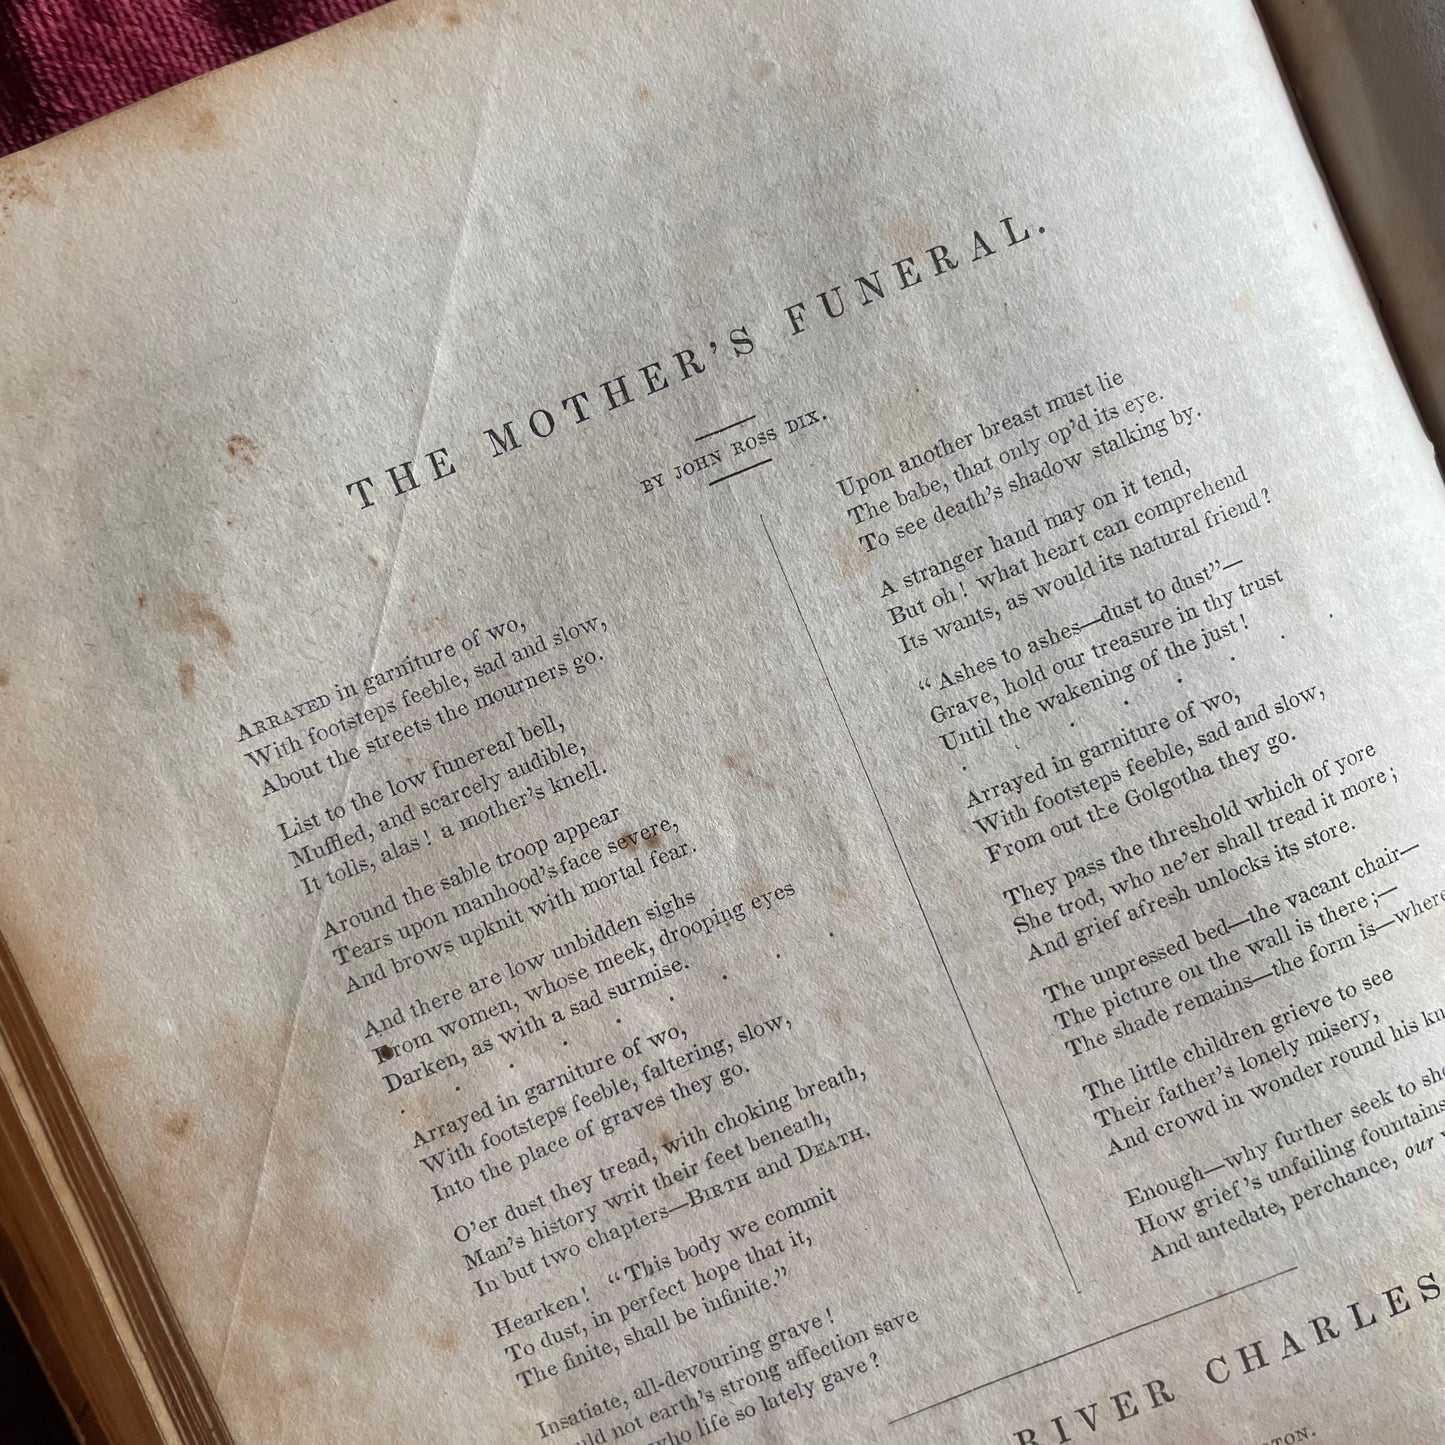 THE MOTHER'S FUNERAL.
BY JOHN ROSS DIX.
ARRAYED in garniture of wo,
With footsteps feeble, sad and slow,
About the streets the mourners go.
List to the low funereal bell,
Muffled, and scarcely audible,
It tolls, alas! a mother's knell.
Around the sable troop appear
Tears upon manhood's face severe,
And brows upknit with mortal fear.
And there are low unbidden sighs
From women, whose meek, drooping eyes
Darken, as with a sad surmise.
. . . . . . . . .
Arrayed in garniture of wo,
With footsteps feeble, faltering, slow,
Into the place of graves they go.
O'er dust they tread, with choking breath,
Man's history writ their feet beneath,
In but two chapters—BIRTH and DEATH.
Hearken! "This body we commit
To dust, in perfect hope that it,
The finite, shall be infinite."
Insatiate, all-devouring grave!
not earth's strong affection save
who life so lately gave?
Upon another breast must lie
The babe, that only op'd its eye.
To see death's shadow stalking by.
A stranger hand may on it tend,
But oh! what heart can comprehend
Its wants, as would its natural friend?
"Ashes to ashes—dust to dust"—
Grave, hold our treasure in thy trust
Until the wakening of the just!
. . . . . . . .
Arrayed in garniture of wo,
With footsteps feeble, sad and slow,
From out the Golgotha they go.
They pass the threshold which of yore
She trod, who ne'er shall tread it more;
And grief afresh unlocks its store.
The unpressed bed—the vacant chair—
The picture on the wall is there;—
The shade remains—the form is—where
The little children grieve to see
Their father's lonely misery,
And crowd in wonder round his
Enough—why further seek to
How grief's unfailing fountains
And antedate, perchance, our
RIVER CHARLES